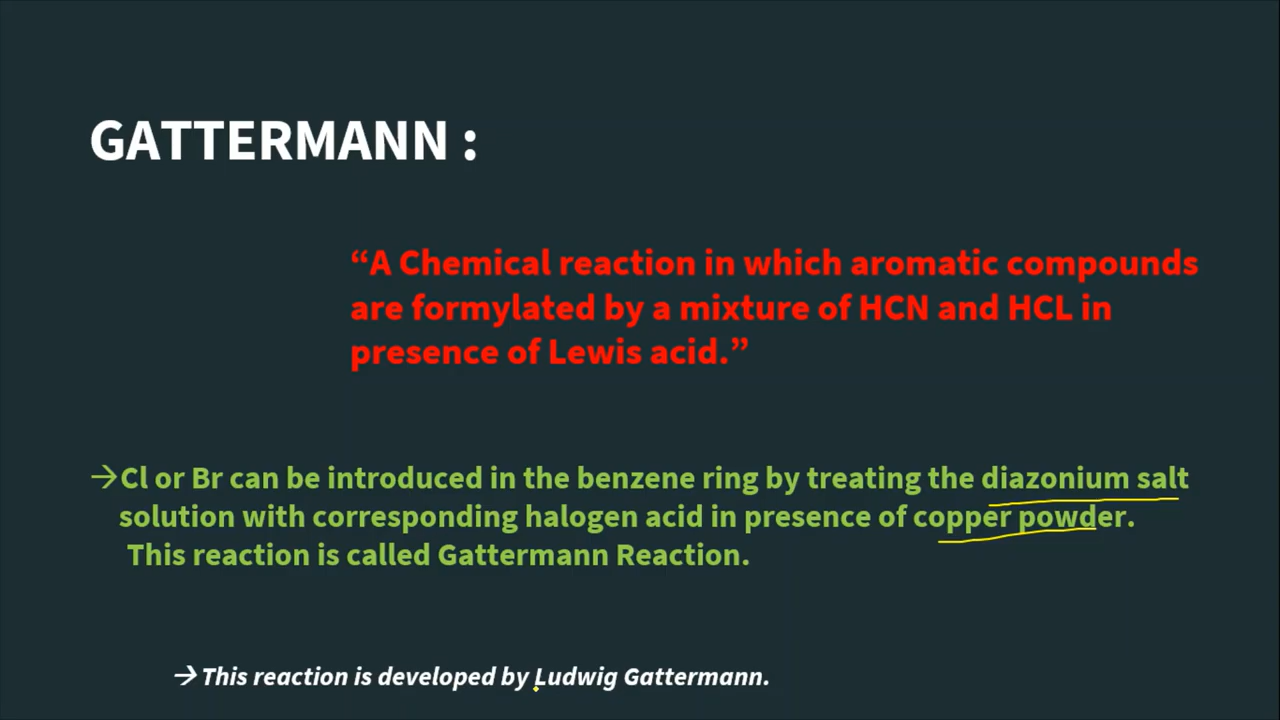 GATTERMANN :
“A Chemical reaction in which aromatic compounds
are formylated by a mixture of HCN and HCL in
presence of Lewis acid.”
→Cl or Br can be introduced in the benzene ring by treating the diazonium salt
solution with corresponding halogen acid in presence of copper powder.
This reaction is called Gattermann Reaction.
→ This reaction is developed by Ludwig Gattermann.